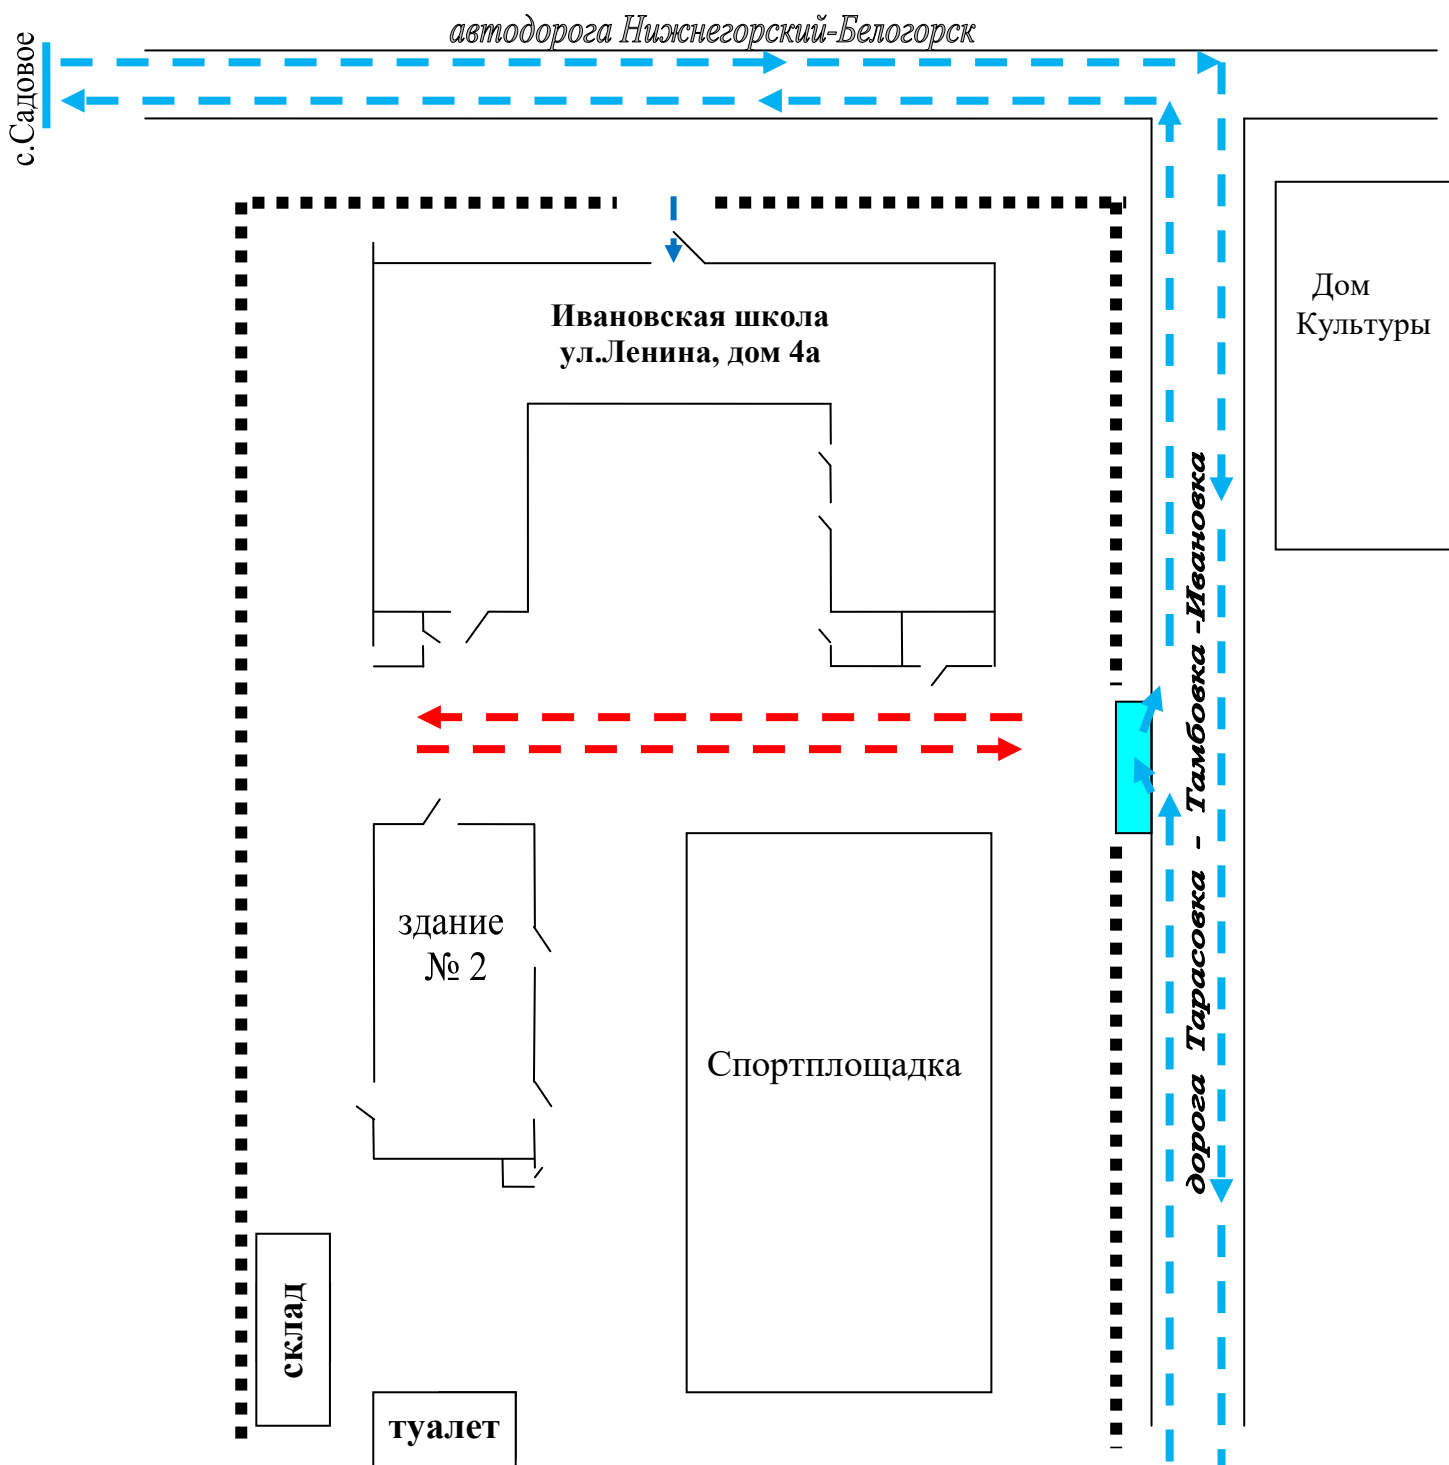 автодорога Нижнегорский-Белогорск
с.Садовое
Ивановская школа
ул.Ленина, дом 4а
Дом
Культуры
дорога Тарасовка - Тамбовка -Ивановка
здание
№ 2
Спортплощадка
склад
туалет